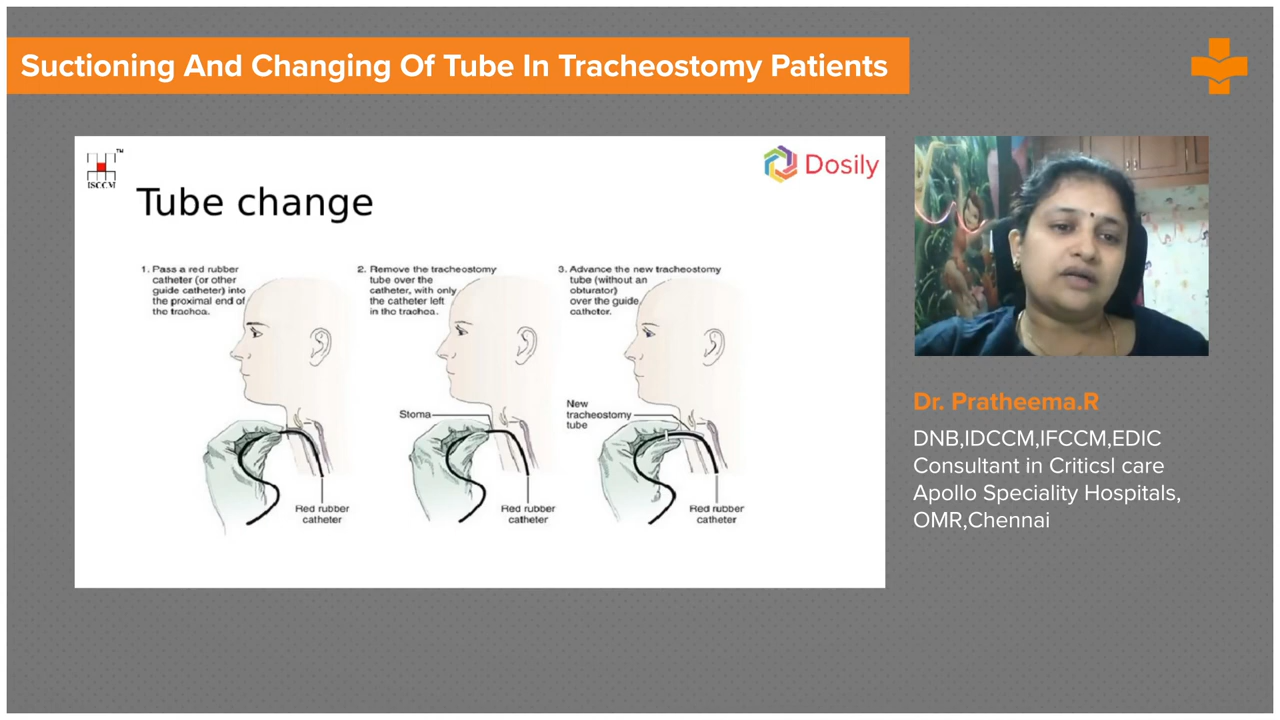 Suctioning And Changing Of Tube In Tracheostomy Patients
TM
ISCCM
Dosily
Tube change
1. Pass a red rubber
catheter (or other
guide catheter) into
the proximal end of
the trachea.
2. Remove the tracheostomy
tube over the
catheter, with only
the catheter left
in the trachea.
3. Advance the new tracheostomy
tube (without an
obturator)
over the guide
catheter.
Stoma
New
tracheostomy
tube
Red rubber
catheter
Red rubber
catheter
Red rubber
catheter
Dr. Pratheema.R
DNB,IDCCM,IFCCM,EDIC
Consultant in Criticsl care
Apollo Speciality Hospitals,
OMR,Chennai